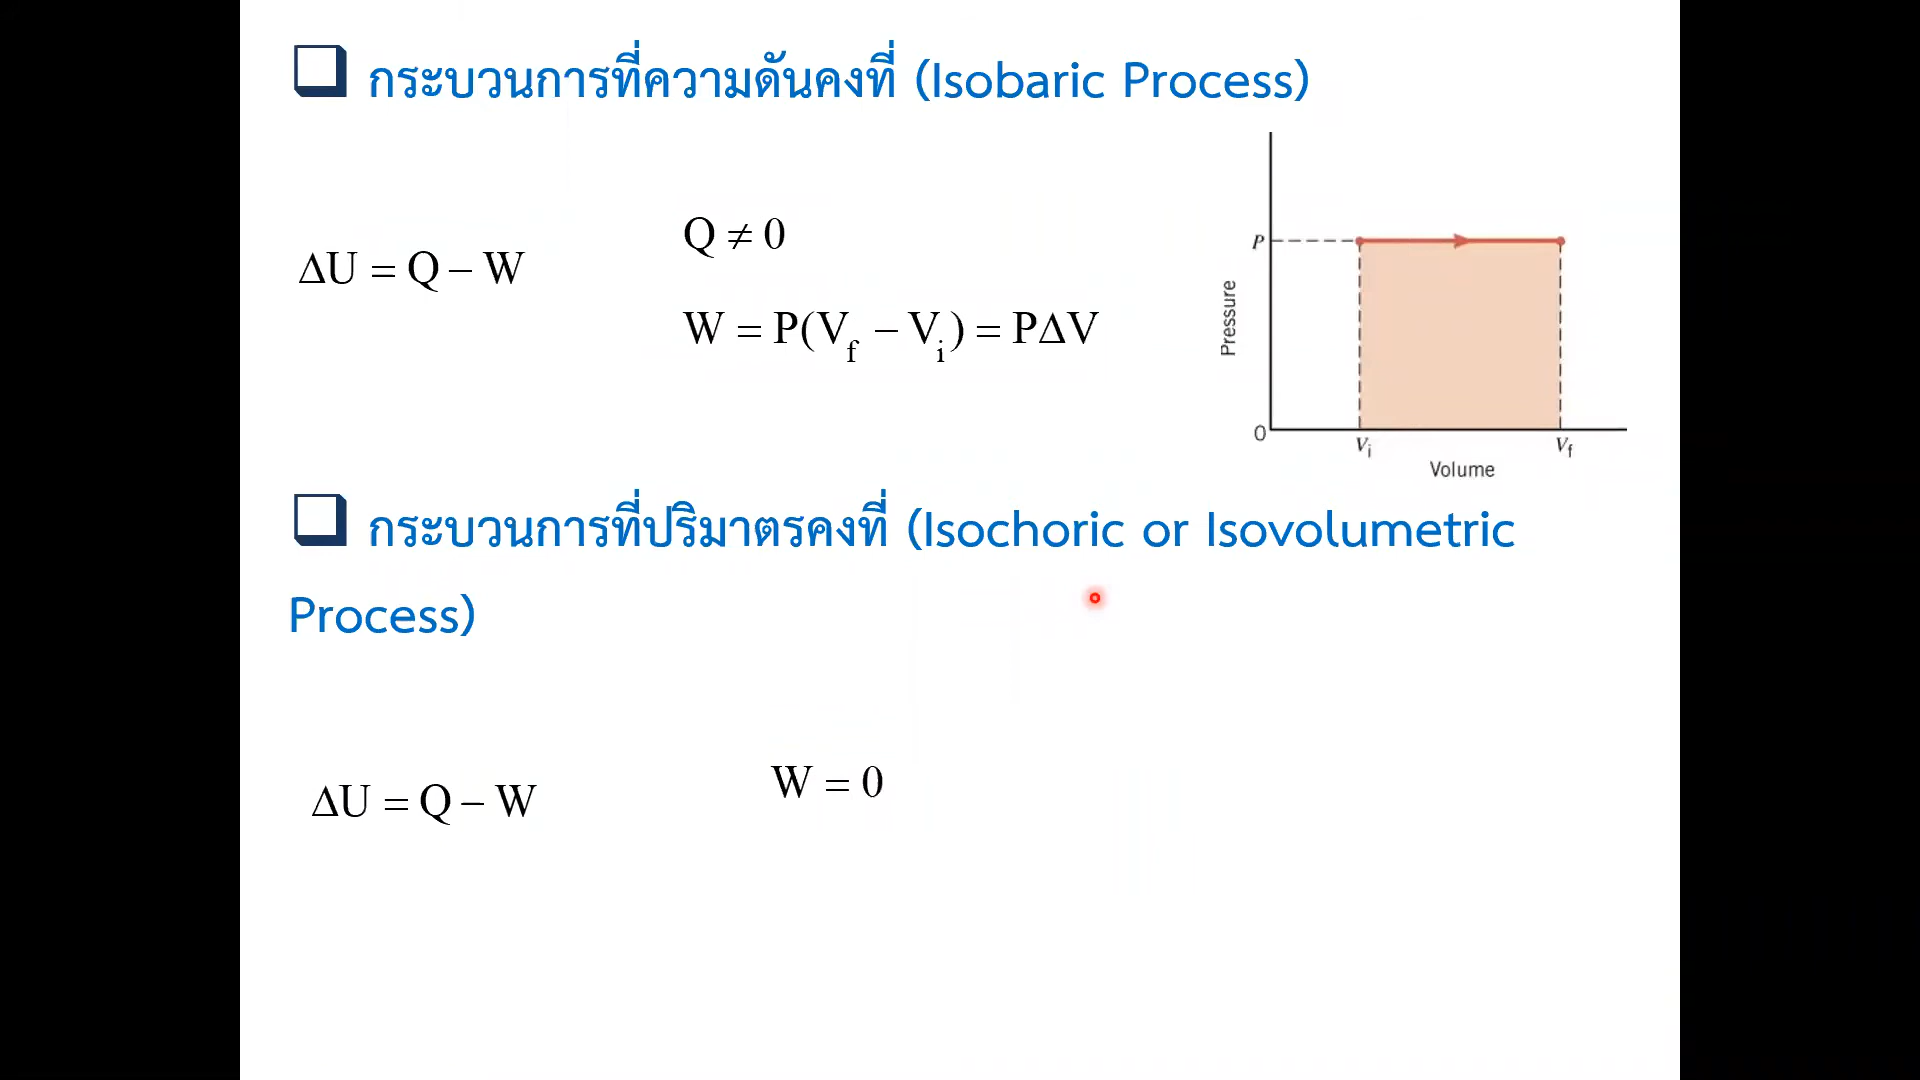 กระบวนการที่ความดันคงที่ (Isobaric Process)
ΔU = Q − W
Q ≠ 0
W = P(Vf − Vi) = PΔV
Pressure
P
0
Vi
Vf
Volume
กระบวนการที่ปริมาตรคงที่ (Isochoric or Isovolumetric
Process)
ΔU = Q − W
W = 0